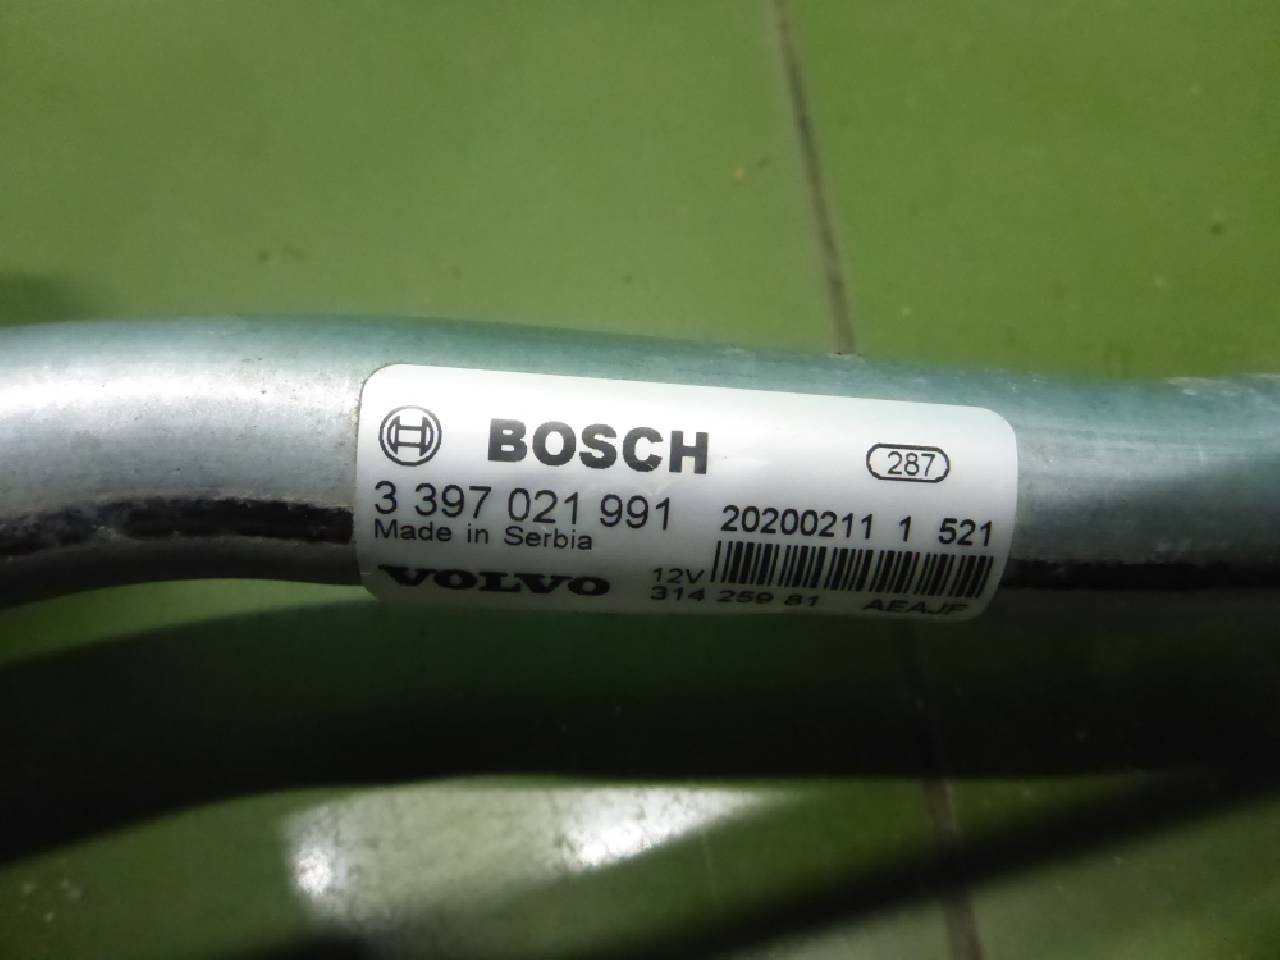 BOSCH
287
3 397 021 991
20200211 1 521
Made in Serbia
VOLVO
12V
314 259 81 AEAJF